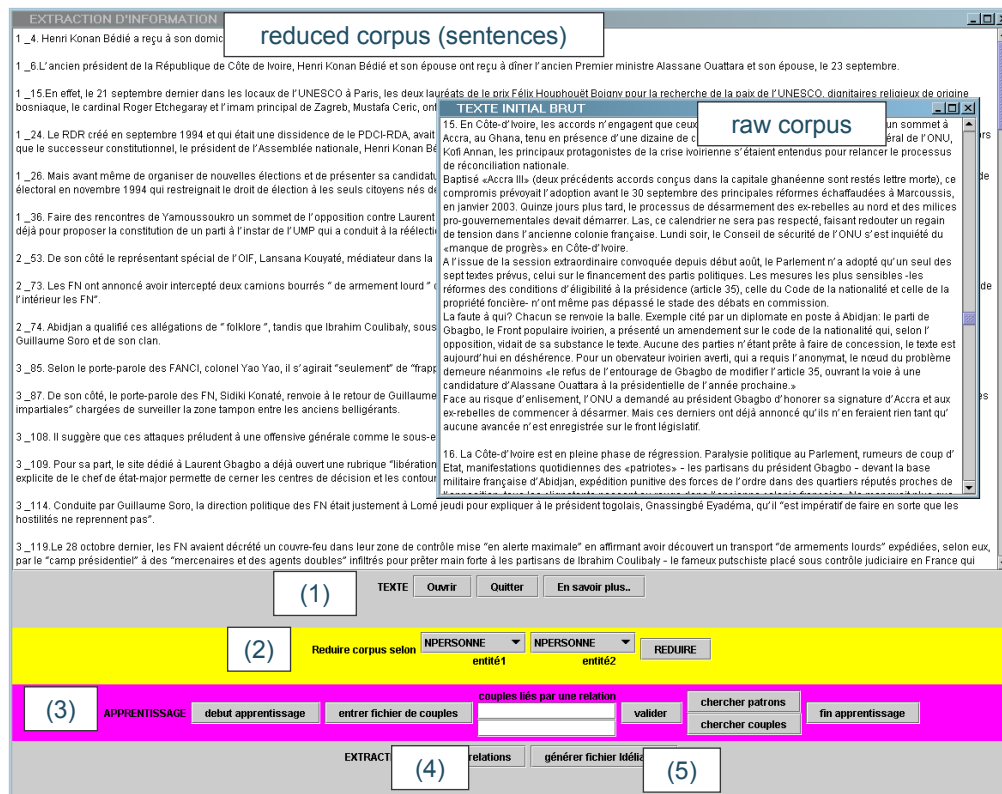 EXTRACTION D'INFORMATION
reduced corpus (sentences)
1 _4. Henri Konan Bédié a reçu à son
1 _6.L'ancien président de la République de Côte de Ivoire, Henri Konan Bédié et son épouse ont reçu à dîner l'ancien Premier ministre Alassane Ouattara et son épouse, le 23 septembre.
1 _15.En effet, le 21 septembre dernier dans les locaux de l'UNESCO à Paris, les deux lauréats de le prix Félix Houphouët Boigny pour la recherche de la paix de l'UNESCO, dignitaires religieux de origine
bosniaque, le cardinal Roger Etchegaray et l'imam principal de Zagreb, Mustafa Ceric,
1 _24. Le RDR créé en septembre 1994 et qui était une dissidence de le PDCI-RDA, avait
que le successeur constitutionnel, le président de l'Assemblée nationale, Henri Konan
1 _26. Mais avant même de organiser de nouvelles élections et de présenter sa
de
électoral en novembre 1994 qui restreignait le droit de élection à les seuls citoyens nés
1 _36. Faire des rencontres de Yamoussoukro un sommet de l'opposition contre Laurent
déjà pour proposer la constitution de un parti à l'instar de l'UMP qui a conduit à la
2 _53. De son côté le représentant spécial de l'OIF, Lansana Kouyaté, médiateur dans la
2 _73. Les FN ont annoncé avoir intercepté deux camions bourrés " de armement lourd "
de
l'intérieur les FN".
2 _74. Abidjan a qualifié ces allégations de " folklore ", tandis que Ibrahim Coulibaly,
Guillaume Soro et de son clan.
3 _85. Selon le porte-parole des FANCI, colonel Yao Yao, il s'agirait "seulement" de
3 _87. De son côté, le porte-parole des FN, Sidiki Konaté, renvoie à le retour de Guillaume
impartiales" chargées de surveiller la zone tampon entre les anciens belligérants.
3 _108. Il suggère que ces attaques préludent à une offensive générale comme le
3 _109. Pour sa part, le site dédié à Laurent Gbagbo a déjà ouvert une rubrique
explicite de le chef de état-major permette de cerner les centres de décision et les
3 _114. Conduite par Guillaume Soro, la direction politique des FN était justement à Lomé jeudi pour expliquer à le président togolais, Gnassingbé Eyadéma, qu'il "est impératif de faire en sorte que les
hostilités ne reprennent pas".
3 _119.Le 28 octobre dernier, les FN avaient décrété un couvre-feu dans leur zone de contrôle mise "en alerte maximale" en affirmant avoir découvert un transport "de armements lourds" expédiées, selon eux,
par le "camp présidentiel" à des "mercenaires et des agents doubles" infiltrés pour prêter main forte à les partisans de Ibrahim Coulibaly - le fameux putschiste placé sous contrôle judiciaire en France qui
TEXTE INITIAL BRUT
raw corpus
15. En Côte-d'Ivoire, les accords n'engagent que ceux
un sommet à
Accra, au Ghana, tenu en présence d'une dizaine de
de l'ONU,
Kofi Annan, les principaux protagonistes de la crise ivoirienne s'étaient entendus pour relancer le processus
de réconciliation nationale.
Baptisé «Accra III» (deux précédents accords conçus dans la capitale ghanéenne sont restés lettre morte), ce
compromis prévoyait l'adoption avant le 30 septembre des principales réformes échaffaudées à Marcoussis,
en janvier 2003. Quinze jours plus tard, le processus de désarmement des ex-rebelles au nord et des milices
pro-gouvernementales devait démarrer. Las, ce calendrier ne sera pas respecté, faisant redouter un regain
de tension dans l'ancienne colonie française. Lundi soir, le Conseil de sécurité de l'ONU s'est inquiété du
«manque de progrès» en Côte-d'Ivoire.
A l'issue de la session extraordinaire convoquée depuis début août, le Parlement n'a adopté qu'un seul des
sept textes prévus, celui sur le financement des partis politiques. Les mesures les plus sensibles -les
réformes des conditions d'éligibilité à la présidence (article 35), celle du Code de la nationalité et celle de la
propriété foncière- n'ont même pas dépassé le stade des débats en commission.
La faute à qui? Chacun se renvoie la balle. Exemple cité par un diplomate en poste à Abidjan: le parti de
Gbagbo, le Front populaire ivoirien, a présenté un amendement sur le code de la nationalité qui, selon l'
opposition, vidait de sa substance le texte. Aucune des parties n'étant prête à faire de concession, le texte est
aujourd'hui en déshérence. Pour un obervateur ivoirien averti, qui a requis l'anonymat, le nœud du problème
demeure néanmoins «le refus de l'entourage de Gbagbo de modifier l'article 35, ouvrant la voie à une
candidature d'Alassane Ouattara à la présidentielle de l'année prochaine.»
Face au risque d'enlisement, l'ONU a demandé au président Gbagbo d'honorer sa signature d'Accra et aux
ex-rebelles de commencer à désarmer. Mais ces derniers ont déjà annoncé qu'ils n'en feraient rien tant qu'
aucune avancée n'est enregistrée sur le front législatif.
16. La Côte-d'Ivoire est en pleine phase de régression. Paralysie politique au Parlement, rumeurs de coup d'
Etat, manifestations quotidiennes des «patriotes» - les partisans du président Gbagbo - devant la base
militaire française d'Abidjan, expédition punitive des forces de l'ordre dans des quartiers réputés proches de
(1)
TEXTE Ouvrir Quitter En savoir plus..
(2)
Reduire corpus selon NPERSONNE NPERSONNE REDUIRE
entité1 entité2
(3)
APPRENTISSAGE debut apprentissage entrer fichier de couples
couples liés par une relation
valider
chercher patrons
chercher couples
fin apprentissage
(4)
relations
générer fichier
(5)